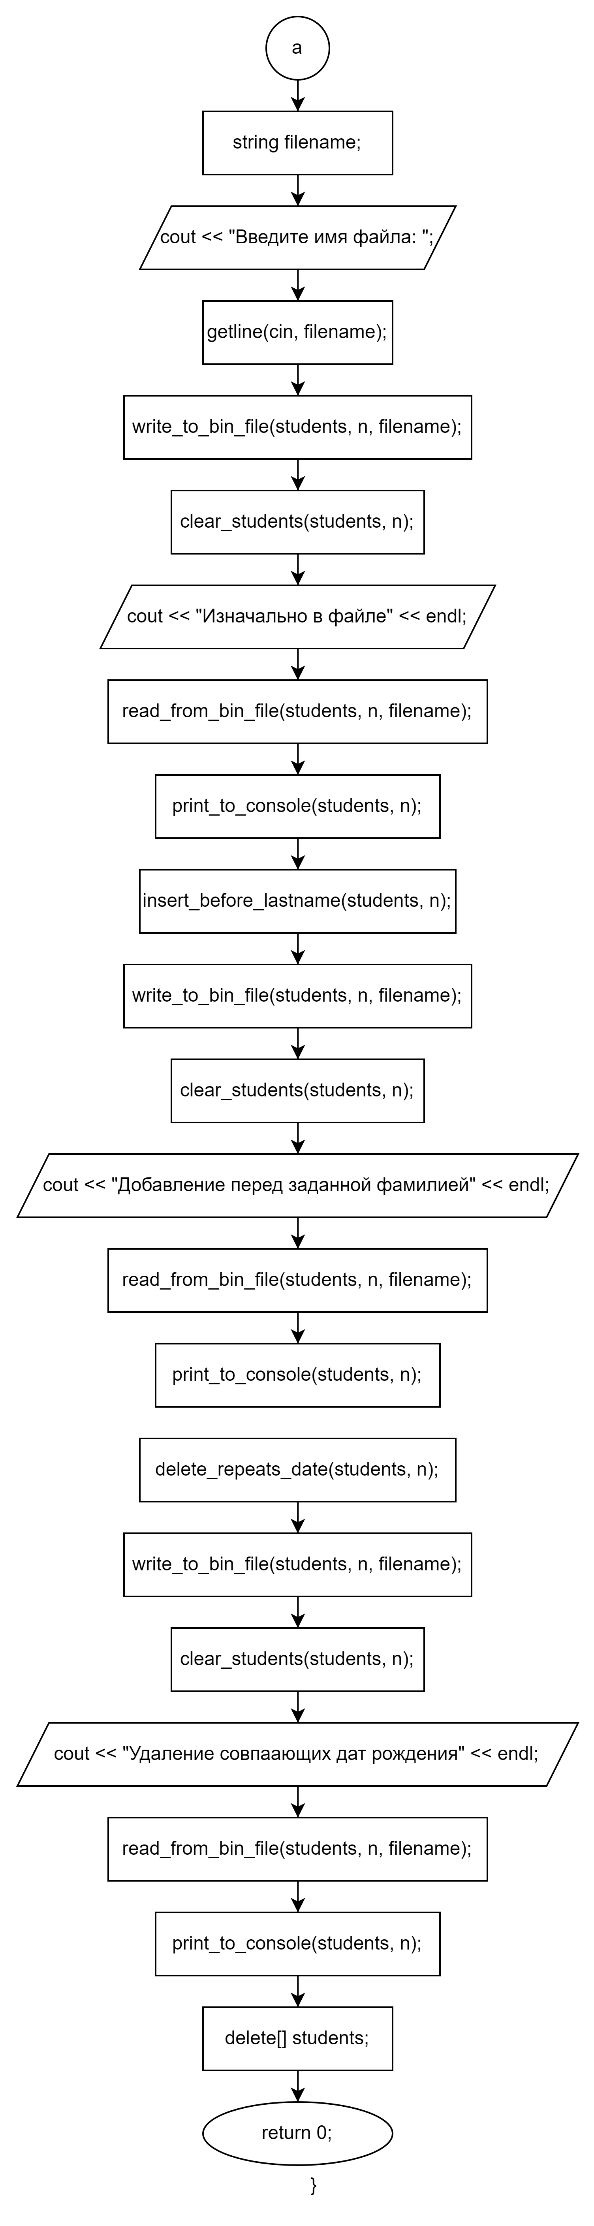 a
string filename;
cout << "Введите имя файла: ";
getline(cin, filename);
write_to_bin_file(students, n, filename);
clear_students(students, n);
cout << "Изначально в файле" << endl;
read_from_bin_file(students, n, filename);
print_to_console(students, n);
insert_before_lastname(students, n);
write_to_bin_file(students, n, filename);
clear_students(students, n);
cout << "Добавление перед заданной фамилией" << endl;
read_from_bin_file(students, n, filename);
print_to_console(students, n);
delete_repeats_date(students, n);
write_to_bin_file(students, n, filename);
clear_students(students, n);
cout << "Удаление совпаающих дат рождения" << endl;
read_from_bin_file(students, n, filename);
print_to_console(students, n);
delete[] students;
return 0;
}